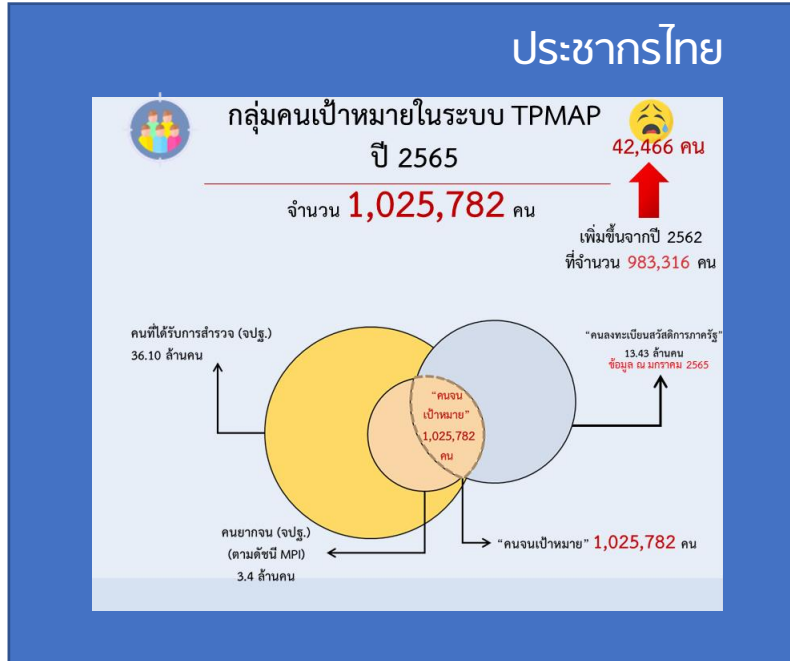 ประชากรไทย
กลุ่มคนเป้าหมายในระบบ TPMAP
ปี 2565
จำนวน 1,025,782 คน
42,466 คน
เพิ่มขึ้นจากปี 2562
ที่จำนวน 983,316 คน
คนที่ได้รับการสำรวจ (จปฐ.)
36.10 ล้านคน
"คนลงทะเบียนสวัสดิการภาครัฐ"
13.43 ล้านคน
ข้อมูล ณ มกราคม 2565
"คนจน
เป้าหมาย"
1,025,782
คน
คนยากจน (จปฐ.)
(ตามดัชนี MPI)
3.4 ล้านคน
"คนจนเป้าหมาย" 1,025,782 คน